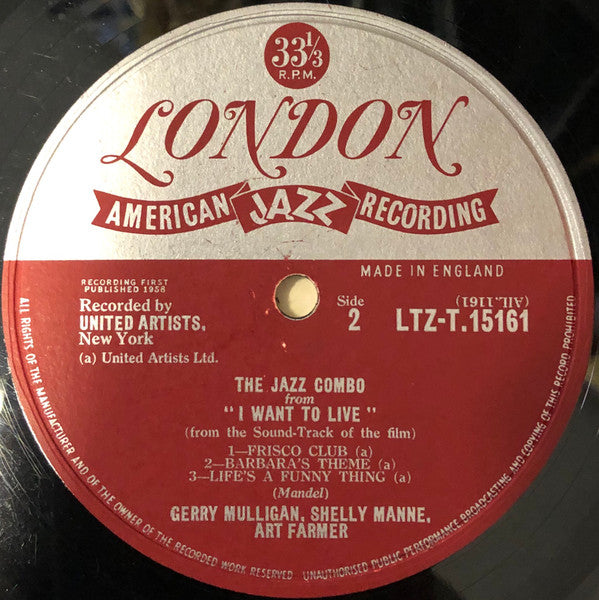 33 1/3
R.P.M.
LONDON
AMERICAN JAZZ RECORDING
MADE IN ENGLAND
RECORDING FIRST
PUBLISHED 1958
Recorded by
UNITED ARTISTS,
New York
(a) United Artists Ltd.
Side
2
(AIL.1161)
LTZ-T.15161
THE JAZZ COMBO
from
"I WANT TO LIVE"
(from the Sound-Track of the film)
1—FRISCO CLUB (a)
2—BARBARA'S THEME (a)
3—LIFE'S A FUNNY THING (a)
(Mandel)
GERRY MULLIGAN, SHELLY MANNE,
ART FARMER
ALL RIGHTS OF THE MANUFACTURER AND OF THE OWNER OF THE RECORDED WORK RESERVED - UNAUTHORISED PUBLIC PERFORMANCE BROADCASTING AND COPYING OF THIS RECORD PROHIBITED